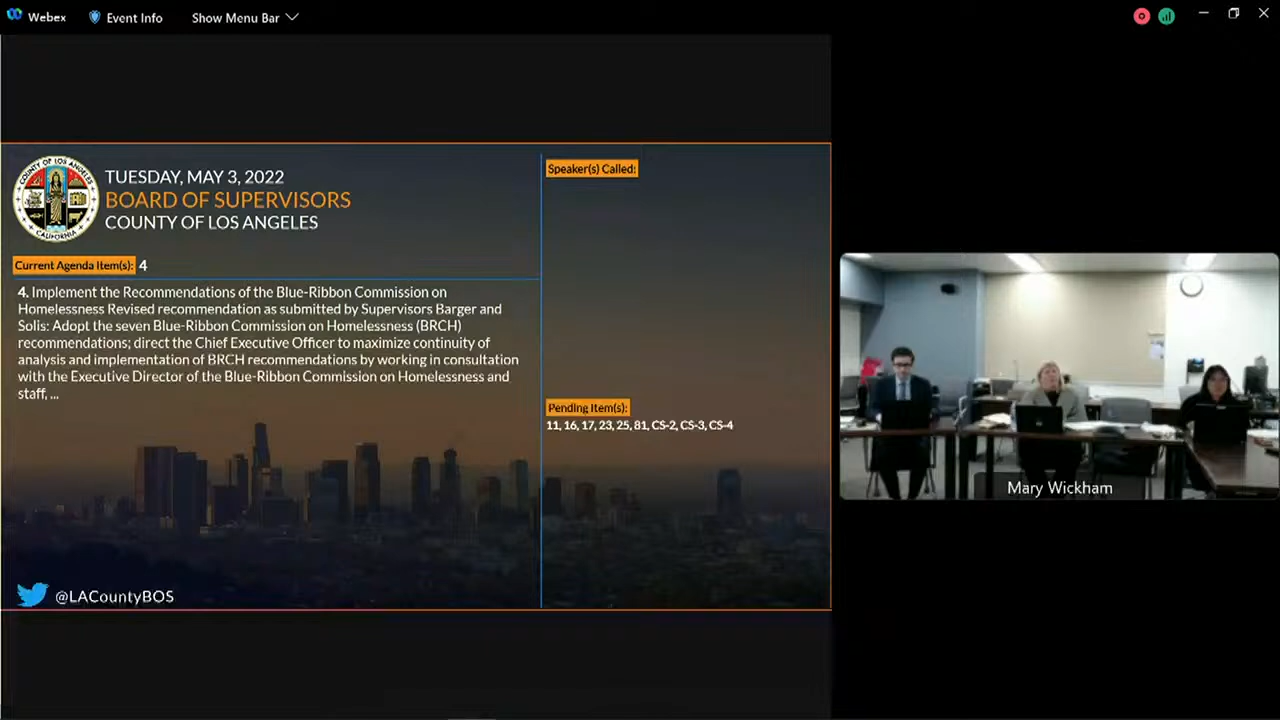 Webex
Event Info
Show Menu Bar
COUNTY OF LOS ANGELES
CALIFORNIA
TUESDAY, MAY 3, 2022
BOARD OF SUPERVISORS
COUNTY OF LOS ANGELES
Current Agenda Item(s): 4
4. Implement the Recommendations of the Blue-Ribbon Commission on
Homelessness Revised recommendation as submitted by Supervisors Barger and
Solis: Adopt the seven Blue-Ribbon Commission on Homelessness (BRCH)
recommendations; direct the Chief Executive Officer to maximize continuity of
analysis and implementation of BRCH recommendations by working in consultation
with the Executive Director of the Blue-Ribbon Commission on Homelessness and
staff, ...
@LACountyBOS
Speaker(s) Called:
Pending Item(s):
11, 16, 17, 23, 25, 81, CS-2, CS-3, CS-4
Mary Wickham